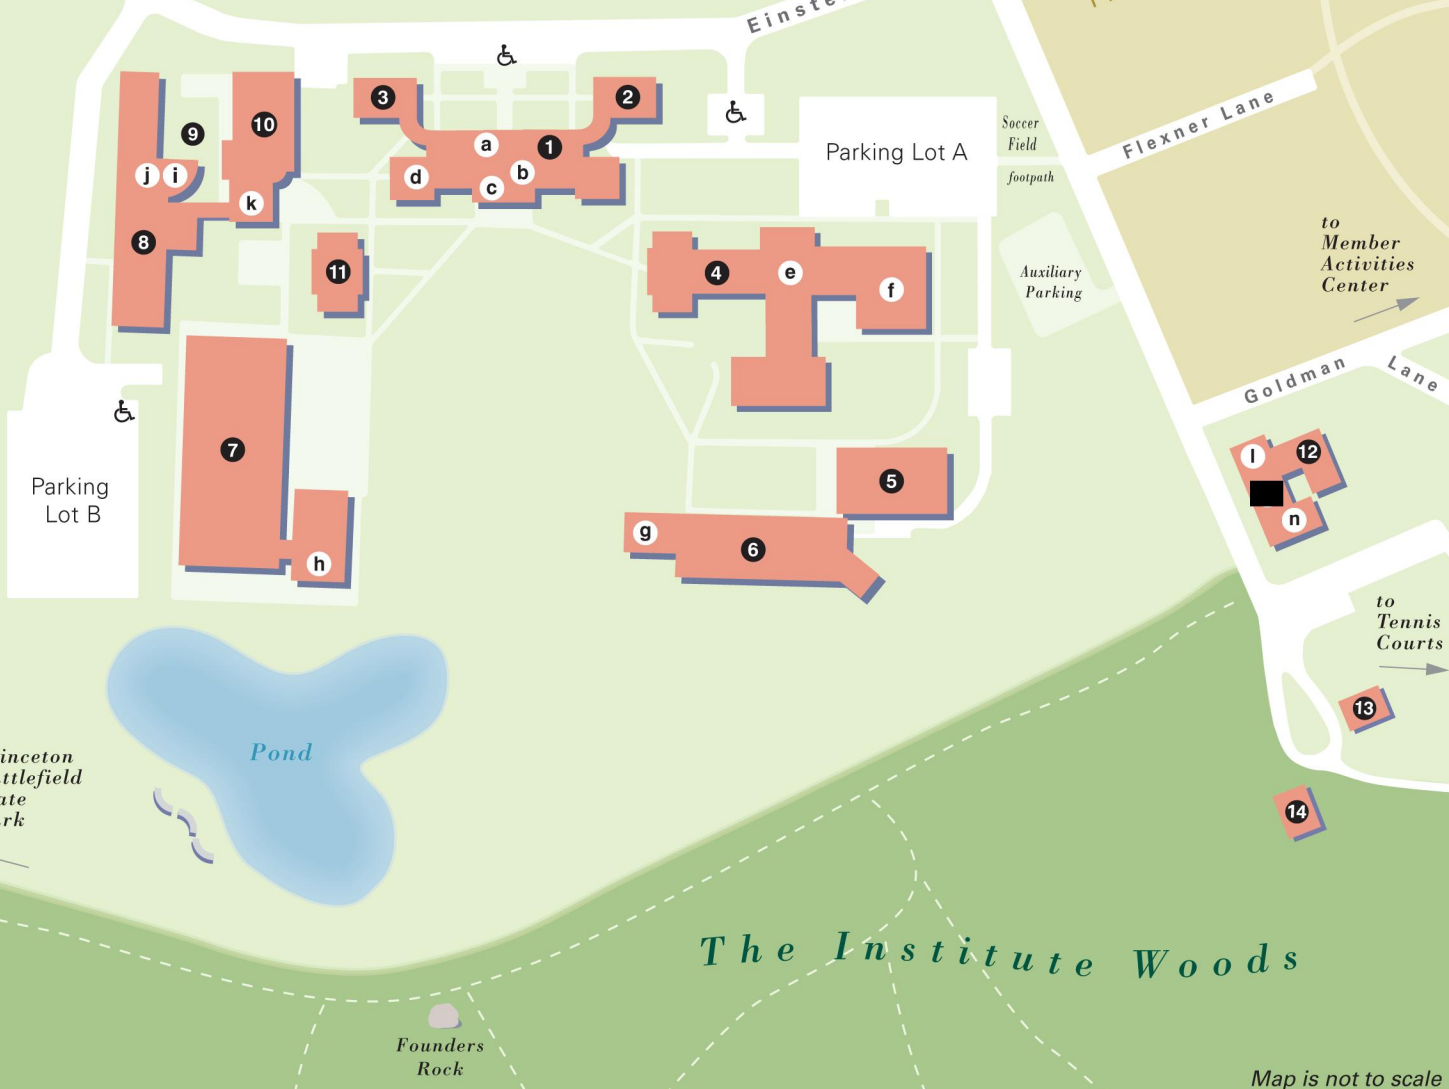 Einste
3
2
10
9
1
a
b
c
d
j
i
k
8
11
Parking Lot A
Soccer
Field
footpath
Flexner Lane
to
Member
Activities
Center
4
e
f
Auxiliary
Parking
Goldman Lane
7
h
Parking
Lot B
5
g
6
l
12
n
to
Tennis
Courts
13
14
Pond
inceton
ttlefield
ate
rk
The Institute Woods
Founders
Rock
Map is not to scale